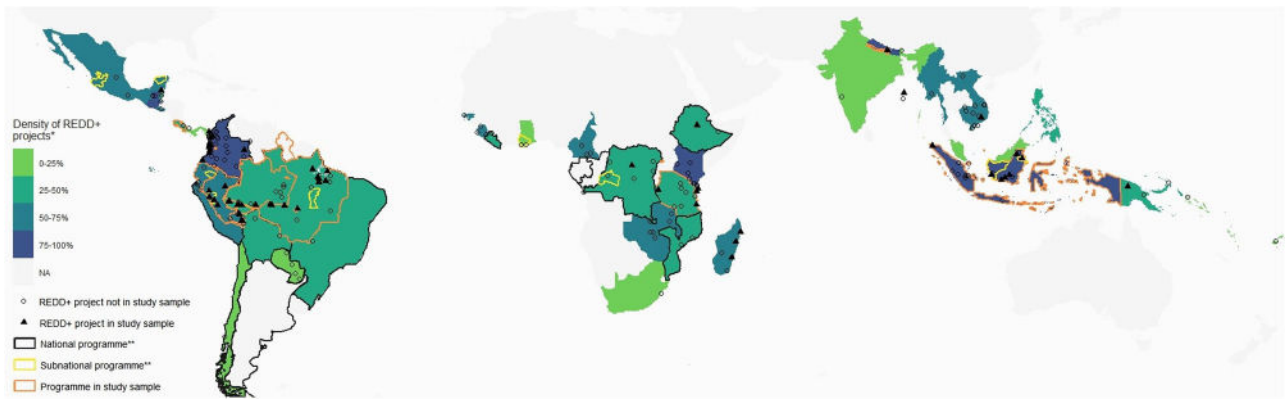 Density of REDD+
projects*
0-25%
25-50%
50-75%
75-100%
NA
REDD+ project not in study sample
REDD+ project in study sample
National programme**
Subnational programme**
Programme in study sample